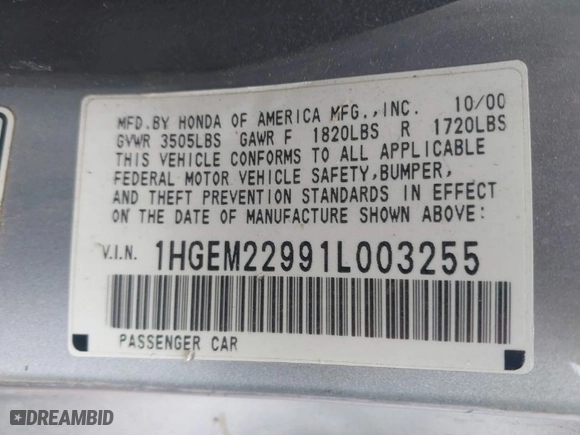 MFD.BY HONDA OF AMERICA MFG.,INC. 10/00
GVWR 3505LBS GAWR F 1820LBS R 1720LBS
THIS VEHICLE CONFORMS TO ALL APPLICABLE
FEDERAL MOTOR VEHICLE SAFETY,BUMPER,
AND THEFT PREVENTION STANDARDS IN EFFECT
ON THE DATE OF MANUFACTURE SHOWN ABOVE:
V.I.N. 1HGEM22991L003255
PASSENGER CAR
DREAMBID